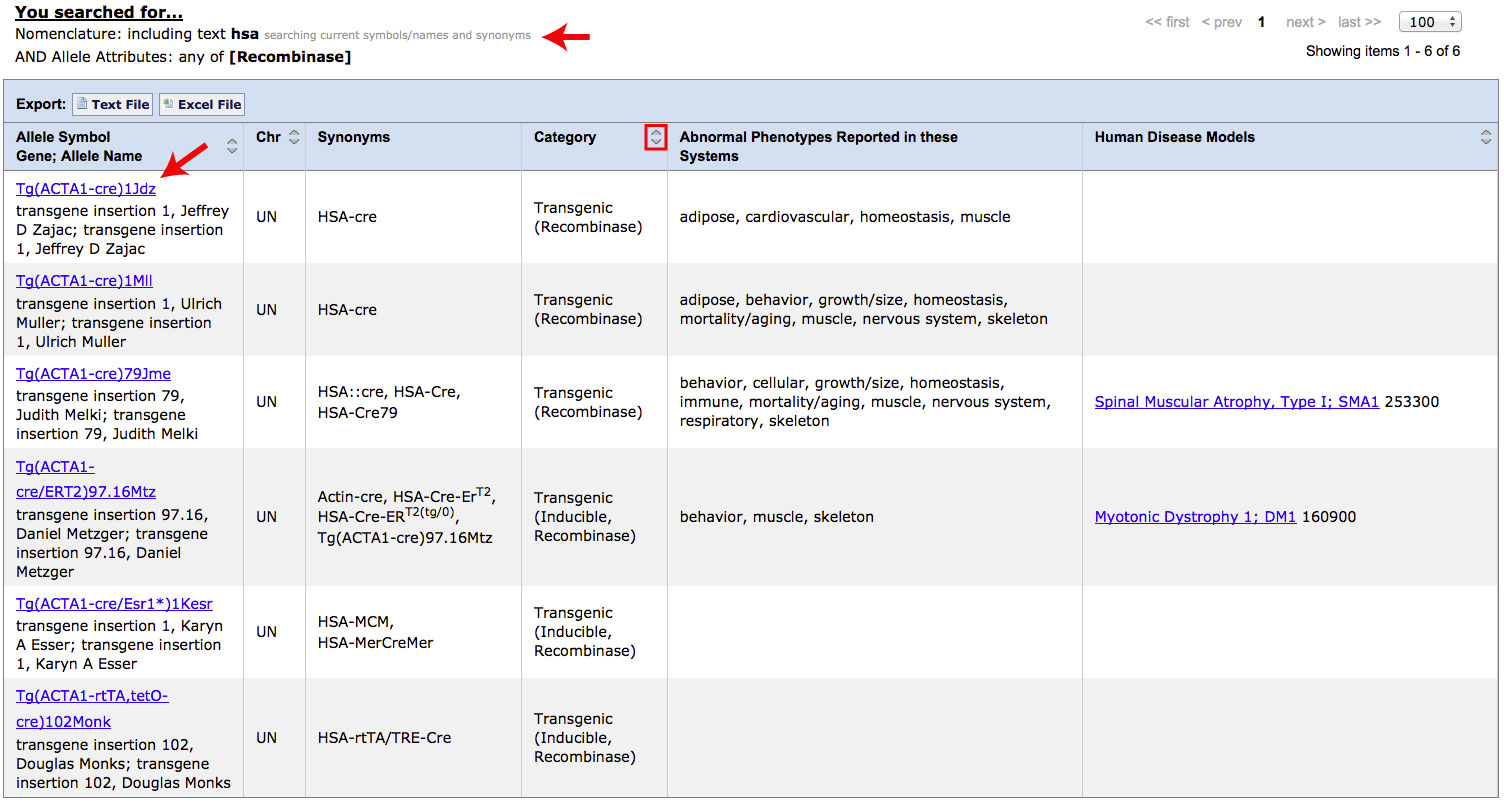 You searched for...
Nomenclature: including text hsa searching current symbols/names and synonyms
AND Allele Attributes: any of [Recombinase]
<< first < prev 1 next > last >> 100
Showing items 1 - 6 of 6
Export: Text File Excel File
Allele Symbol
Gene; Allele Name
Chr
Synonyms
Category
Abnormal Phenotypes Reported in these
Systems
Human Disease Models
Tg(ACTA1-cre)1Jdz
transgene insertion 1, Jeffrey
D Zajac; transgene insertion
1, Jeffrey D Zajac
UN
HSA-cre
Transgenic
(Recombinase)
adipose, cardiovascular, homeostasis, muscle
Tg(ACTA1-cre)1Mll
transgene insertion 1, Ulrich
Muller; transgene insertion
1, Ulrich Muller
UN
HSA-cre
Transgenic
(Recombinase)
adipose, behavior, growth/size, homeostasis,
mortality/aging, muscle, nervous system, skeleton
Tg(ACTA1-cre)79Jme
transgene insertion 79,
Judith Melki; transgene
insertion 79, Judith Melki
UN
HSA::cre, HSA-Cre,
HSA-Cre79
Transgenic
(Recombinase)
behavior, cellular, growth/size, homeostasis,
immune, mortality/aging, muscle, nervous system,
respiratory, skeleton
Spinal Muscular Atrophy, Type I; SMA1 253300
Tg(ACTA1-
cre/ERT2)97.16Mtz
transgene insertion 97.16,
Daniel Metzger; transgene
insertion 97.16, Daniel
Metzger
UN
Actin-cre, HSA-Cre-ErT2,
HSA-Cre-ERT2(tg/0),
Tg(ACTA1-cre)97.16Mtz
Transgenic
(Inducible,
Recombinase)
behavior, muscle, skeleton
Myotonic Dystrophy 1; DM1 160900
Tg(ACTA1-cre/Esr1*)1Kesr
transgene insertion 1, Karyn
A Esser; transgene insertion
1, Karyn A Esser
UN
HSA-MCM,
HSA-MerCreMer
Transgenic
(Inducible,
Recombinase)
Tg(ACTA1-rtTA,tetO-
cre)102Monk
transgene insertion 102,
Douglas Monks; transgene
insertion 102, Douglas Monks
UN
HSA-rtTA/TRE-Cre
Transgenic
(Inducible,
Recombinase)